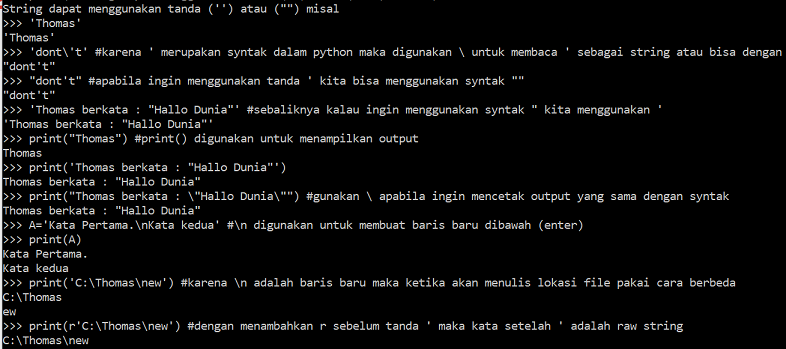 String dapat menggunakan tanda ('') atau ("") misal
>>> 'Thomas'
'Thomas'
>>> 'dont\'t' #karena ' merupakan syntak dalam python maka digunakan \ untuk membaca ' sebagai string atau bisa dengan
"dont't"
>>> "dont't" #apabila ingin menggunakan tanda ' kita bisa menggunakan syntak ""
"dont't"
>>> 'Thomas berkata : "Hallo Dunia"' #sebaliknya kalau ingin menggunakan syntak " kita menggunakan '
'Thomas berkata : "Hallo Dunia"'
>>> print("Thomas") #print() digunakan untuk menampilkan output
Thomas
>>> print('Thomas berkata : "Hallo Dunia"')
Thomas berkata : "Hallo Dunia"
>>> print("Thomas berkata : \"Hallo Dunia\"") #gunakan \ apabila ingin mencetak output yang sama dengan syntak
Thomas berkata : "Hallo Dunia"
>>> A='Kata Pertama.\nKata kedua' #\n digunakan untuk membuat baris baru dibawah (enter)
>>> print(A)
Kata Pertama.
Kata kedua
>>> print('C:\Thomas\new') #karena \n adalah baris baru maka ketika akan menulis lokasi file pakai cara berbeda
C:\Thomas
ew
>>> print(r'C:\Thomas\new') #dengan menambahkan r sebelum tanda ' maka kata setelah ' adalah raw string
C:\Thomas\new